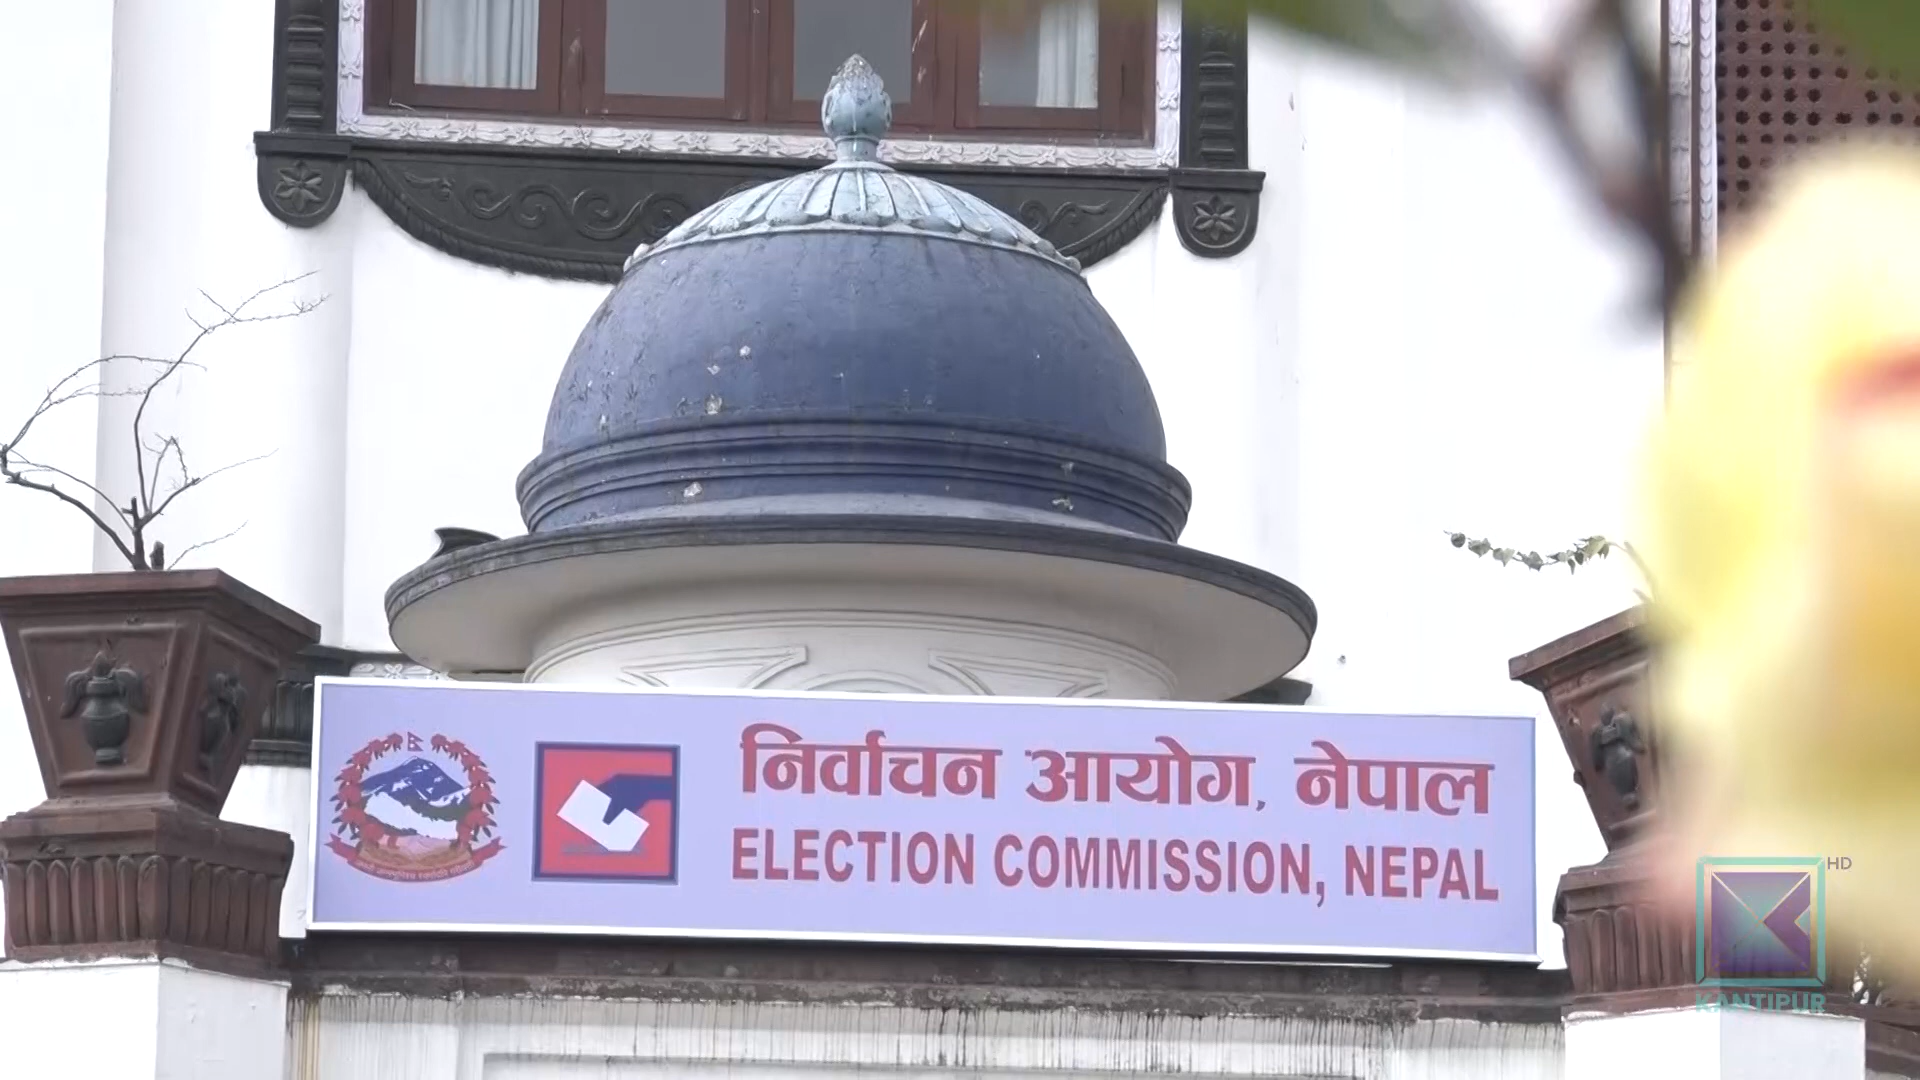 निर्वाचन आयोग, नेपाल
ELECTION COMMISSION, NEPAL
HD
KANTIPUR